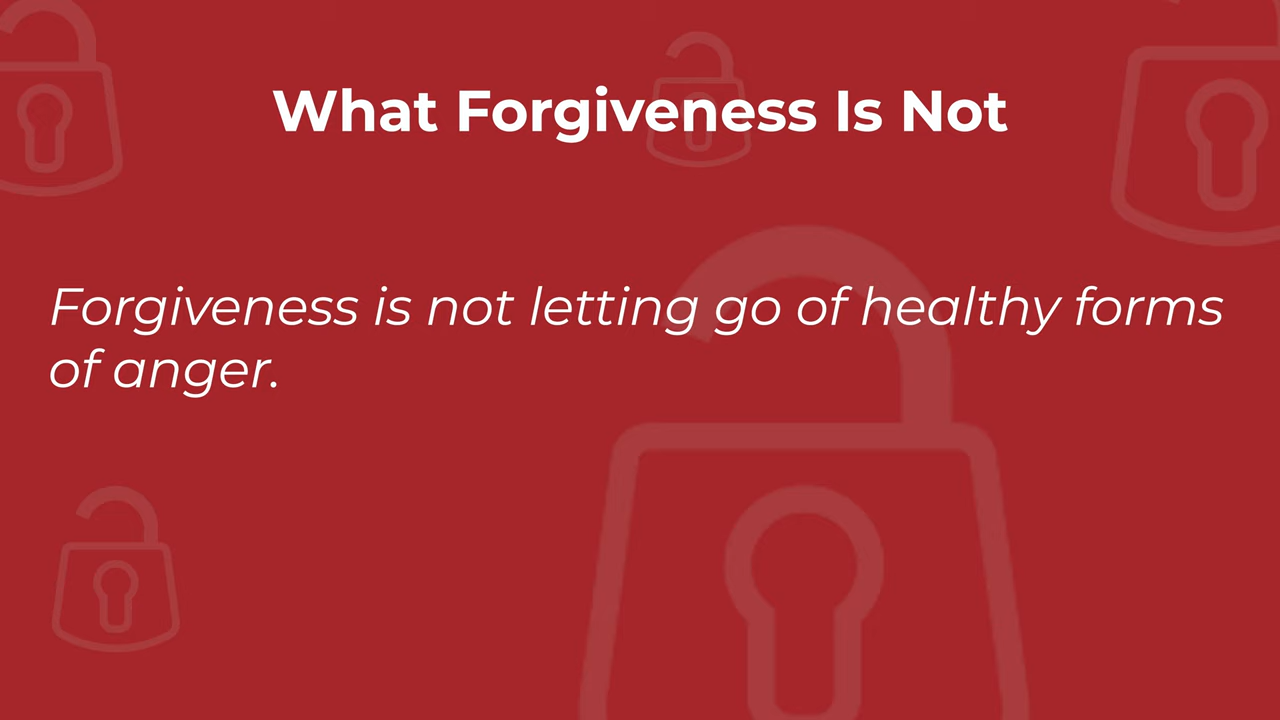 What Forgiveness Is Not
Forgiveness is not letting go of healthy forms
of anger.